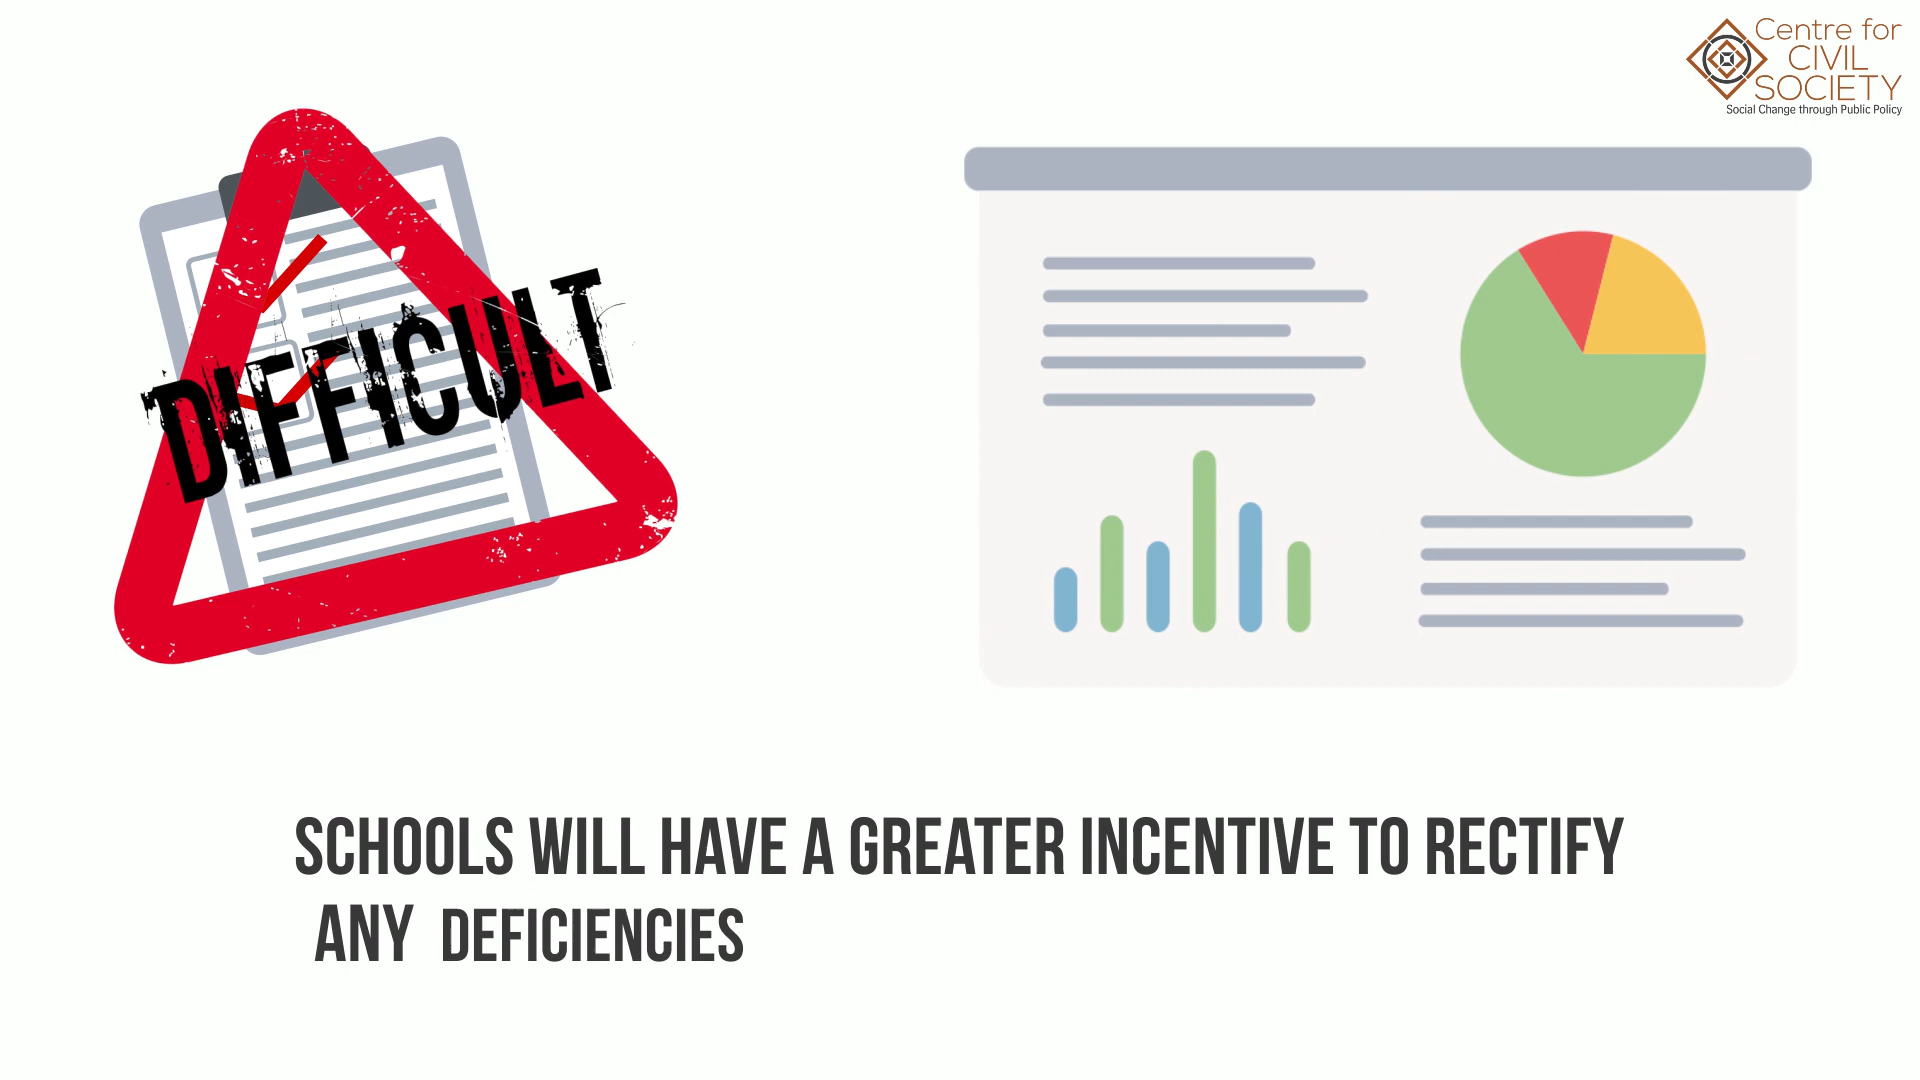 Centre for
CIVIL
SOCIETY
Social Change through Public Policy
DIFFICULT
SCHOOLS WILL HAVE A GREATER INCENTIVE TO RECTIFY
ANY DEFICIENCIES